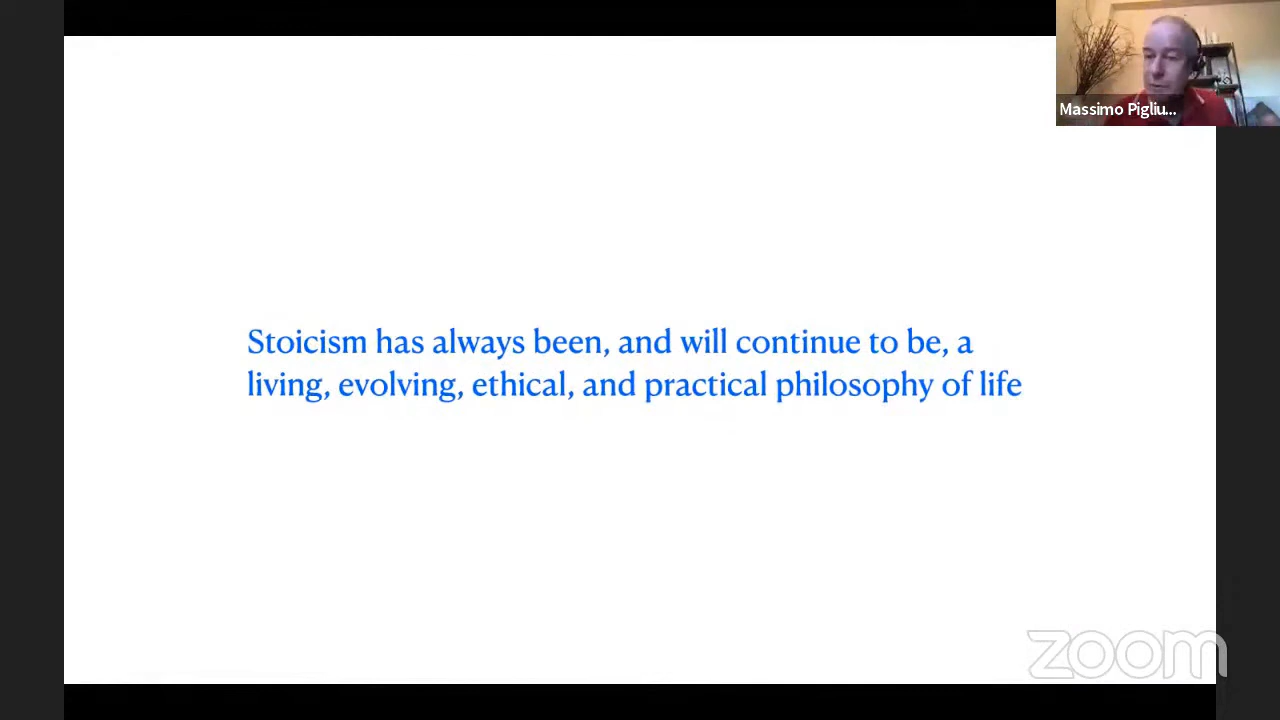 Massimo Pigliu...
Stoicism has always been, and will continue to be, a
living, evolving, ethical, and practical philosophy of life
zoom